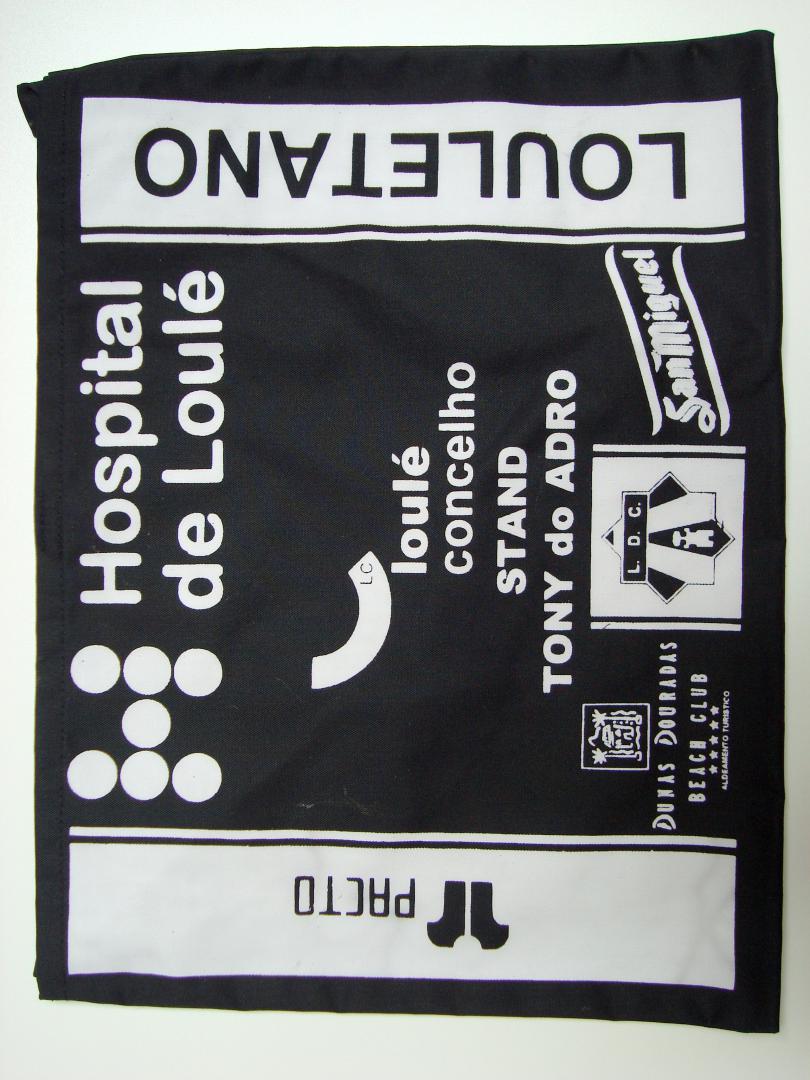 LOULETANO
Hospital
de Loulé
LC
loulé
concelho
STAND
TONY do ADRO
San Miguel
L. D. C.
DUNAS DOURADAS
BEACH CLUB
ALDEAMENTO TURISTICO
PACTO